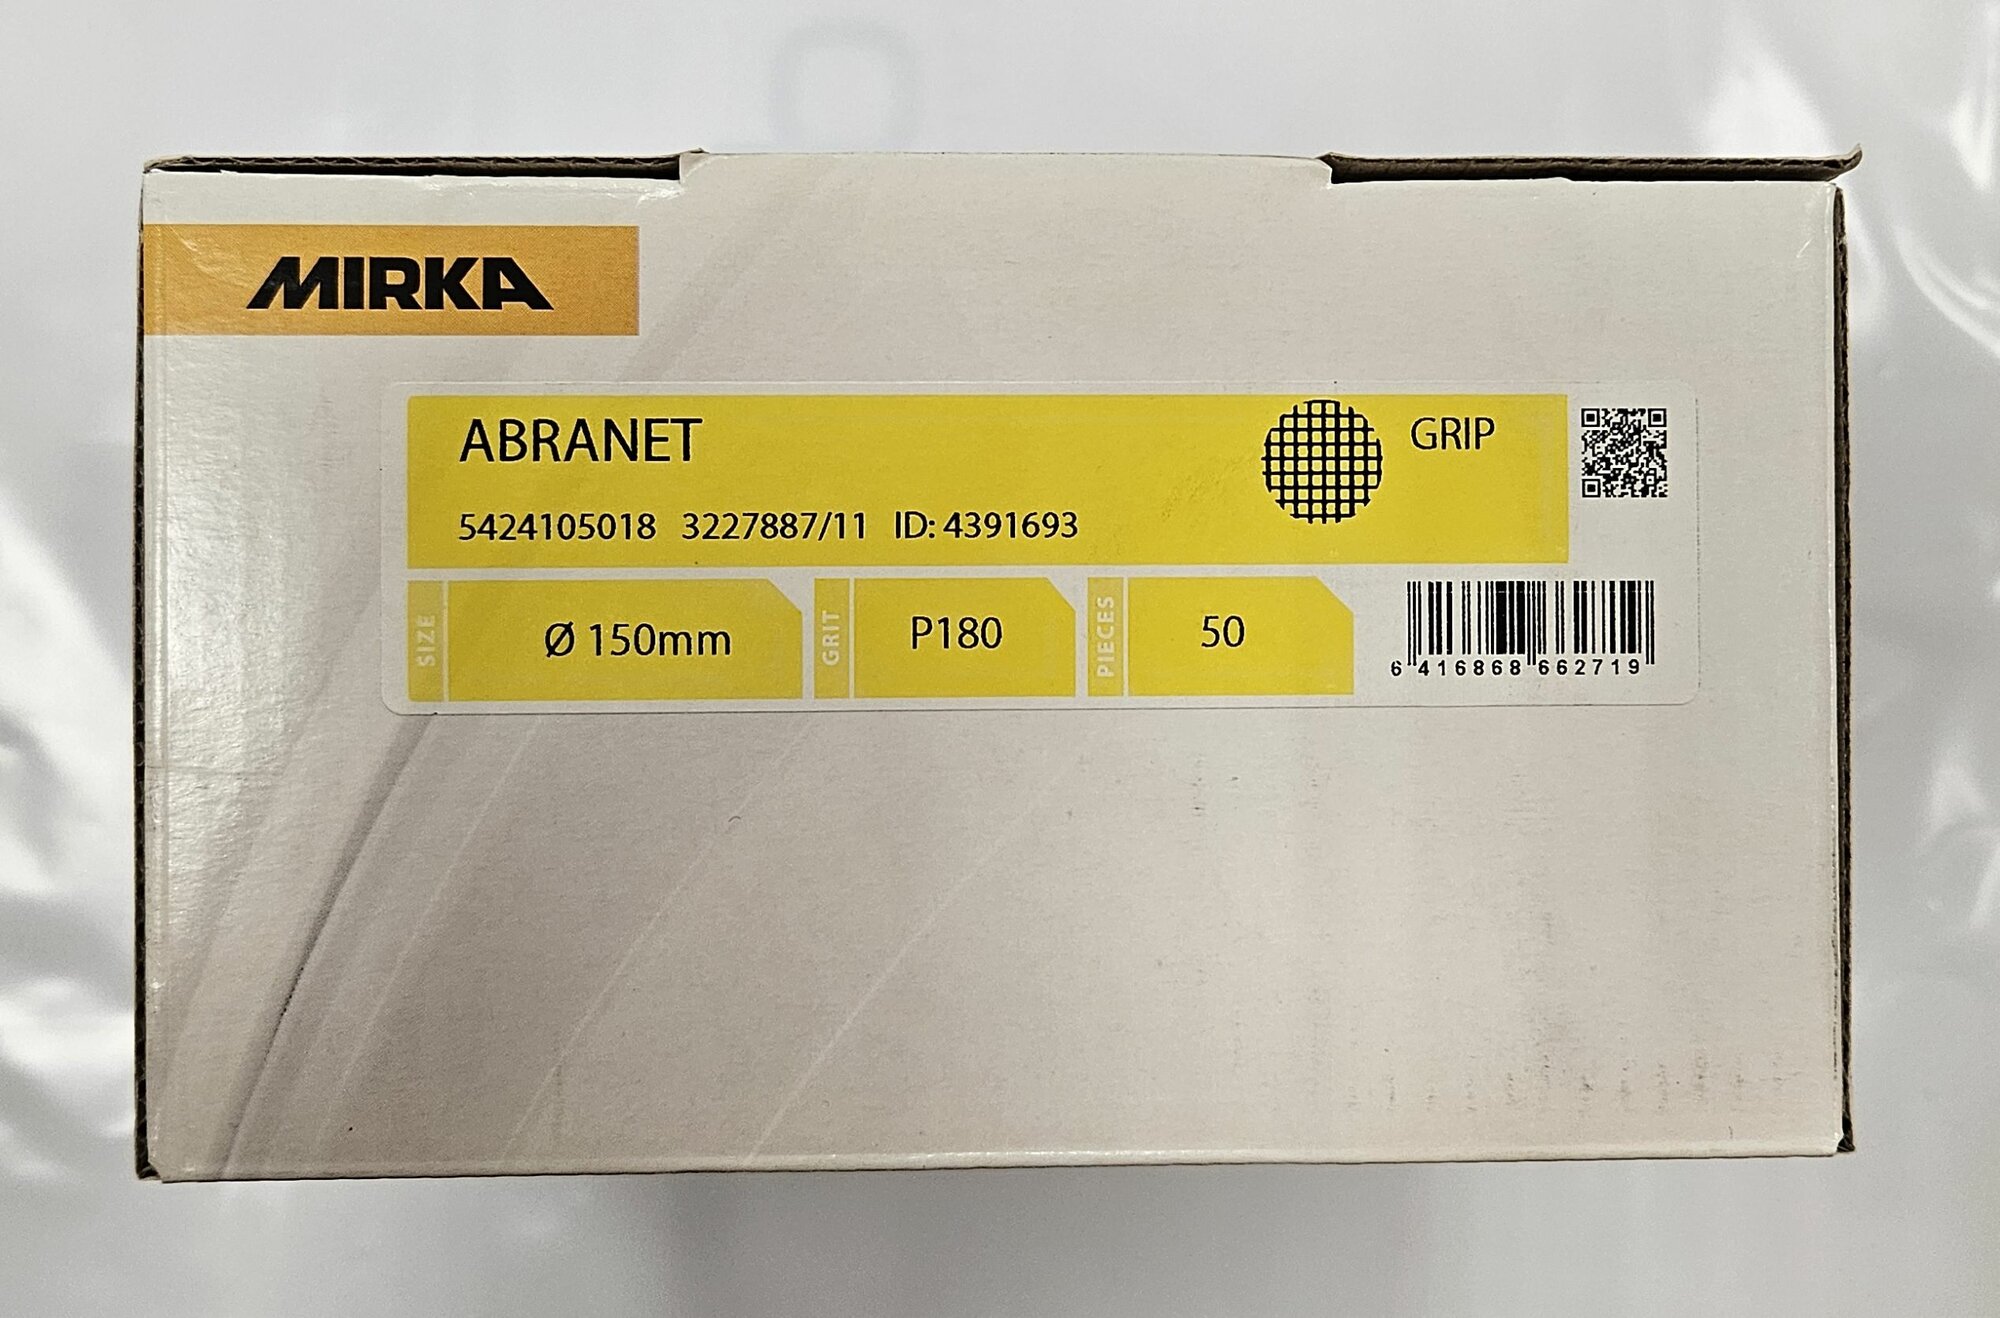 MIRKA
ABRANET
GRIP
5424105018 3227887/11 ID: 4391693
SIZE
Ø 150mm
GRIT
P180
PIECES
50
6 416868 662719